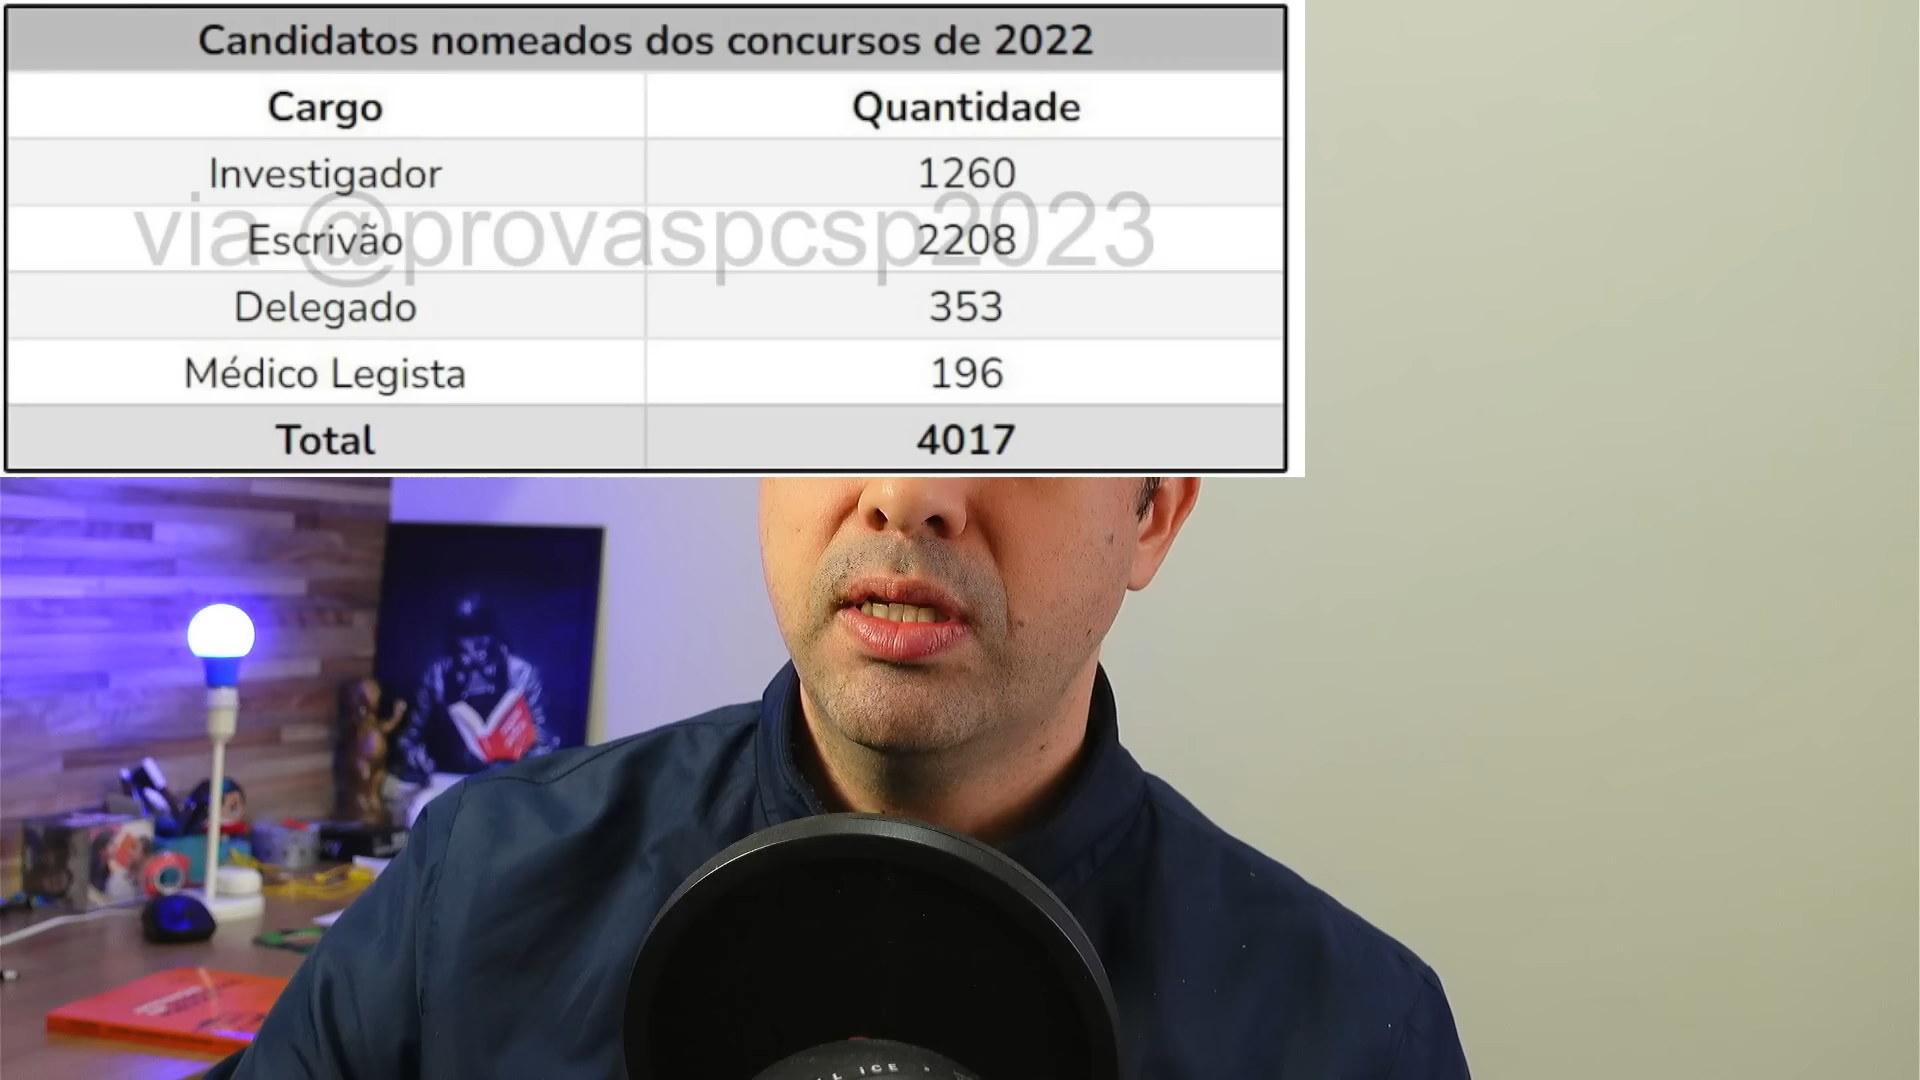 Candidatos nomeados dos concursos de 2022
Cargo Quantidade
Investigador 1260
via @provaspcsp2023
Escrivão 2208
Delegado 353
Médico Legista 196
Total 4017
ICE